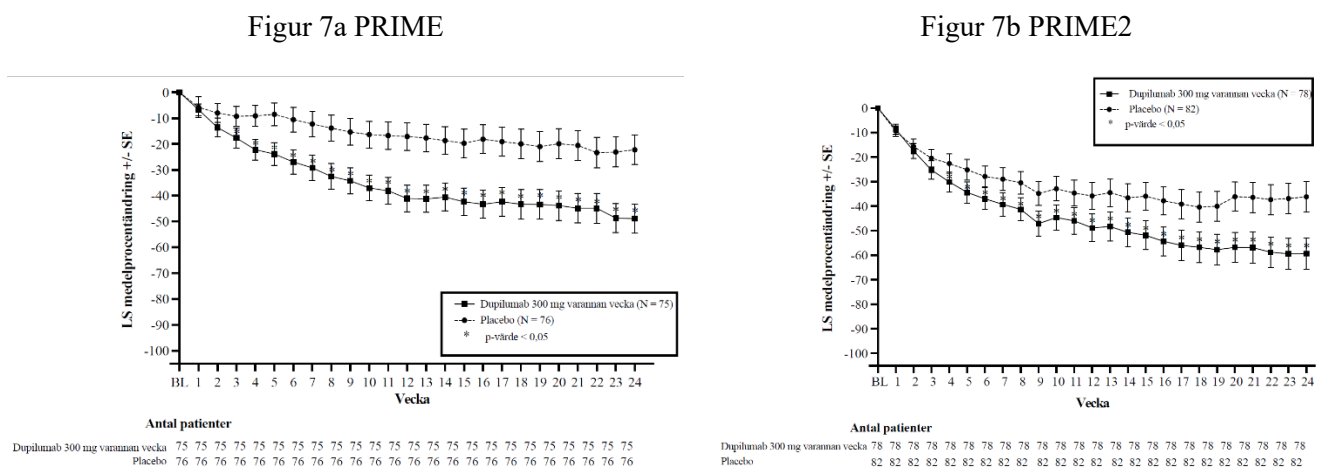 Figur 7a PRIME
LS medelprocentändring +/- SE
0
-10
-20
-30
-40
-50
-60
-70
-80
-90
-100
Dupilumab 300 mg varannan vecka (N = 75)
Placebo (N = 76)
* p-värde < 0,05
BL 1 2 3 4 5 6 7 8 9 10 11 12 13 14 15 16 17 18 19 20 21 22 23 24
Vecka
Antal patienter
Dupilumab 300 mg varannan vecka 75 75 75 75 75 75 75 75 75 75 75 75 75 75 75 75 75 75 75 75 75 75 75 75 75
Placebo 76 76 76 76 76 76 76 76 76 76 76 76 76 76 76 76 76 76 76 76 76 76 76 76 76
Figur 7b PRIME2
Dupilumab 300 mg varannan vecka (N = 78)
Placebo (N = 82)
* p-värde < 0,05
LS medelprocentändring +/- SE
0
-10
-20
-30
-40
-50
-60
-70
-80
-90
-100
BL 1 2 3 4 5 6 7 8 9 10 11 12 13 14 15 16 17 18 19 20 21 22 23 24
Vecka
Antal patienter
Dupilumab 300 mg varannan vecka 78 78 78 78 78 78 78 78 78 78 78 78 78 78 78 78 78 78 78 78 78 78 78 78 78
Placebo 82 82 82 82 82 82 82 82 82 82 82 82 82 82 82 82 82 82 82 82 82 82 82 82 82